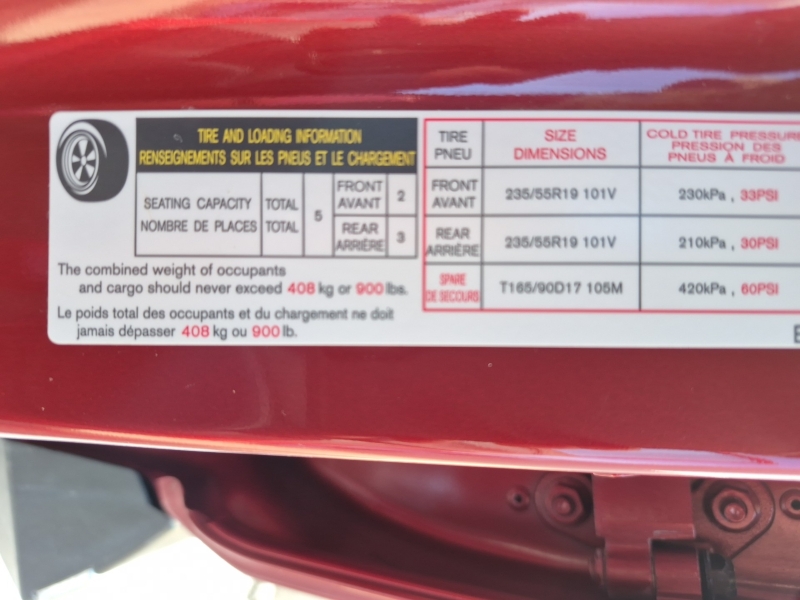 TIRE AND LOADING INFORMATION
RENSEIGNEMENTS SUR LES PNEUS ET LE CHARGEMENT
SEATING CAPACITY
NOMBRE DE PLACES
TOTAL
TOTAL
5
FRONT
AVANT
2
REAR
ARRIÈRE
3
The combined weight of occupants
and cargo should never exceed 408 kg or 900 lbs.
Le poids total des occupants et du chargement ne doit
jamais dépasser 408 kg ou 900 lb.
TIRE
PNEU
SIZE
DIMENSIONS
COLD TIRE PRESSURE
PRESSION DES
PNEUS À FROID
FRONT
AVANT
235/55R19 101V
230kPa , 33PSI
REAR
ARRIÈRE
235/55R19 101V
210kPa , 30PSI
SPARE
DE SECOURS
T165/90D17 105M
420kPa , 60PSI